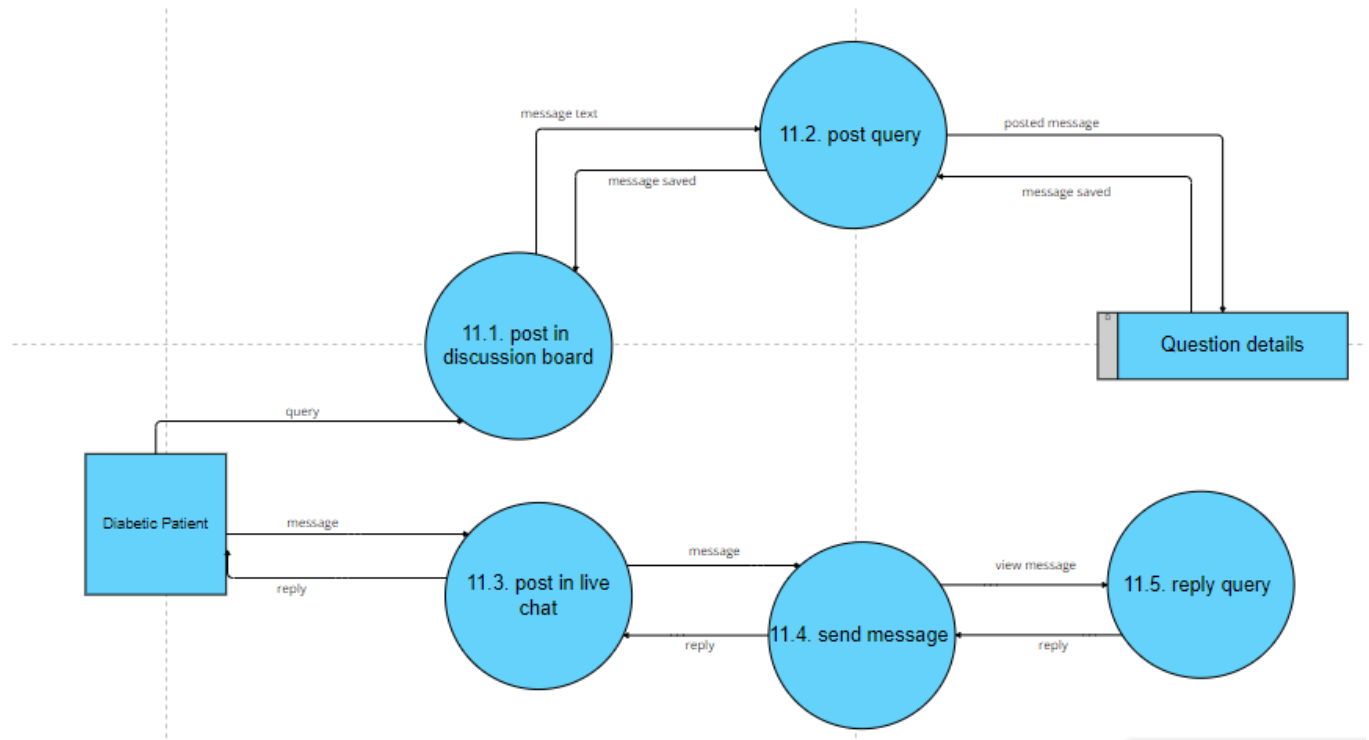 message text
11.2. post query
posted message
message saved
message saved
11.1. post in
discussion board
D
Question details
query
Diabetic Patient
message
reply
11.3. post in live
chat
message
reply
11.4. send message
view message
reply
11.5. reply query